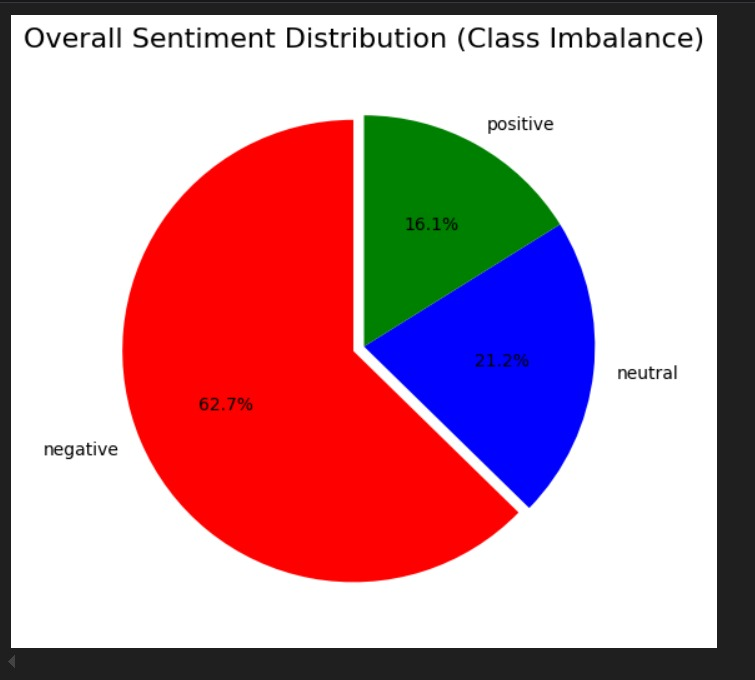 Overall Sentiment Distribution (Class Imbalance)
positive
16.1%
21.2%
neutral
62.7%
negative